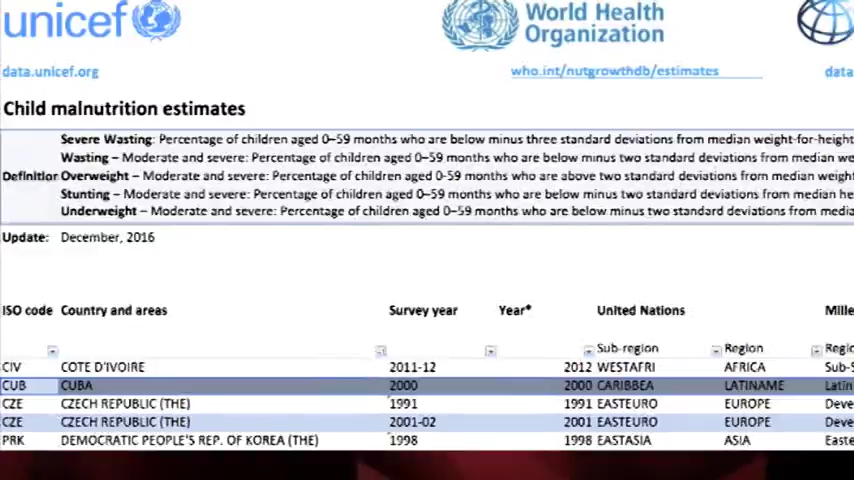 unicef
World Health
Organization
data.unicef.org
who.int/nutgrowthdb/estimates
data
Child malnutrition estimates
Severe Wasting: Percentage of children aged 0–59 months who are below minus three standard deviations from median weight-for-height
Wasting – Moderate and severe: Percentage of children aged 0–59 months who are below minus two standard deviations from median we
Definition Overweight – Moderate and severe: Percentage of children aged 0-59 months who are above two standard deviations from median weight
Stunting – Moderate and severe: Percentage of children aged 0–59 months who are below minus two standard deviations from median he
Underweight – Moderate and severe: Percentage of children aged 0–59 months who are below minus two standard deviations from media
Update: December, 2016
ISO code Country and areas Survey year Year* United Nations Mille
Sub-region Region Regio
CIV COTE D'IVOIRE 2011-12 2012 WESTAFRI AFRICA Sub-S
CUB CUBA 2000 2000 CARIBBEA LATINAME Latin
CZE CZECH REPUBLIC (THE) 1991 1991 EASTEURO EUROPE Deve
CZE CZECH REPUBLIC (THE) 2001-02 2001 EASTEURO EUROPE Deve
PRK DEMOCRATIC PEOPLE'S REP. OF KOREA (THE) 1998 1998 EASTASIA ASIA Easte